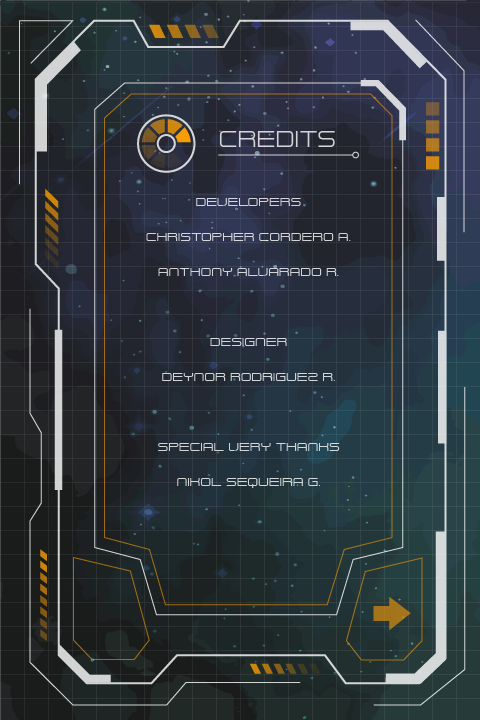 CREDITS
DEVELOPERS
CHRISTOPHER CORDERO A.
ANTHONY ALVARADO R.
DESIGNER
DEYNOR RODRIGUEZ R.
SPECIAL VERY THANKS
NIKOL SEQUEIRA G.